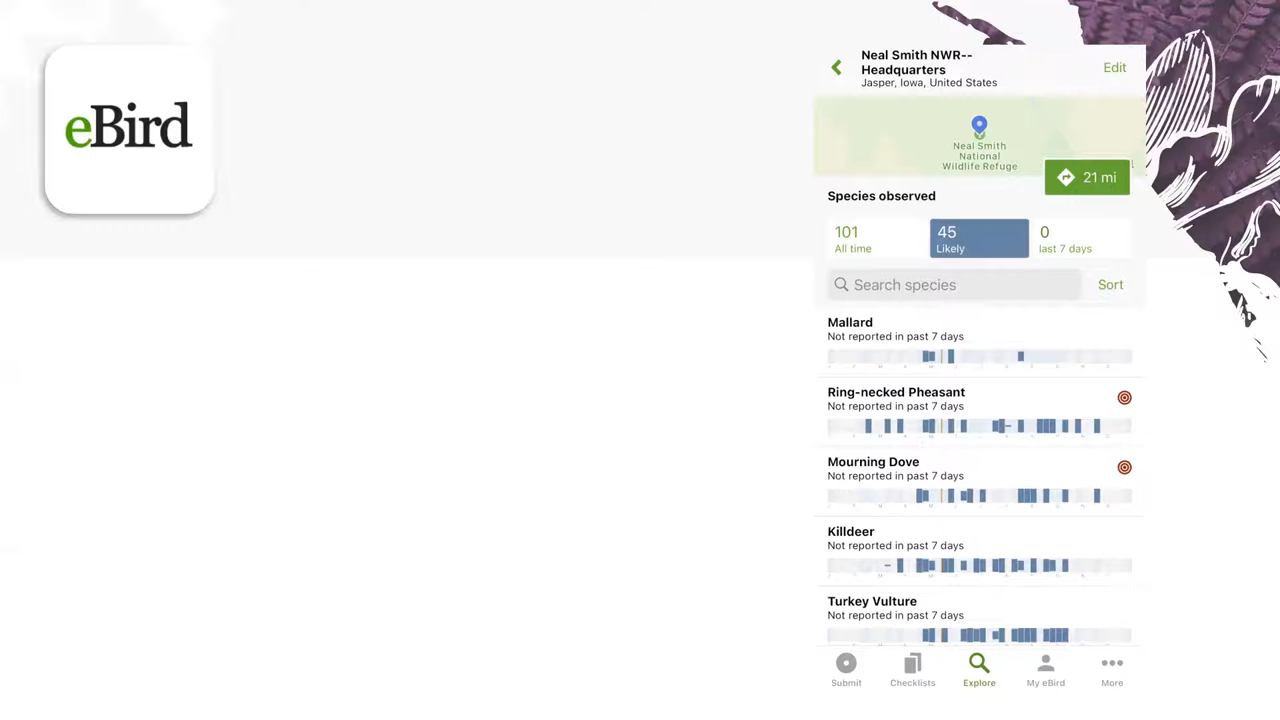 eBird
Neal Smith NWR--
Headquarters
Jasper, Iowa, United States
Edit
Neal Smith
National
Wildlife Refuge
21 mi
Species observed
101
All time
45
Likely
0
last 7 days
Search species
Sort
Mallard
Not reported in past 7 days
Ring-necked Pheasant
Not reported in past 7 days
Mourning Dove
Not reported in past 7 days
Killdeer
Not reported in past 7 days
Turkey Vulture
Not reported in past 7 days
Submit
Checklists
Explore
My eBird
More